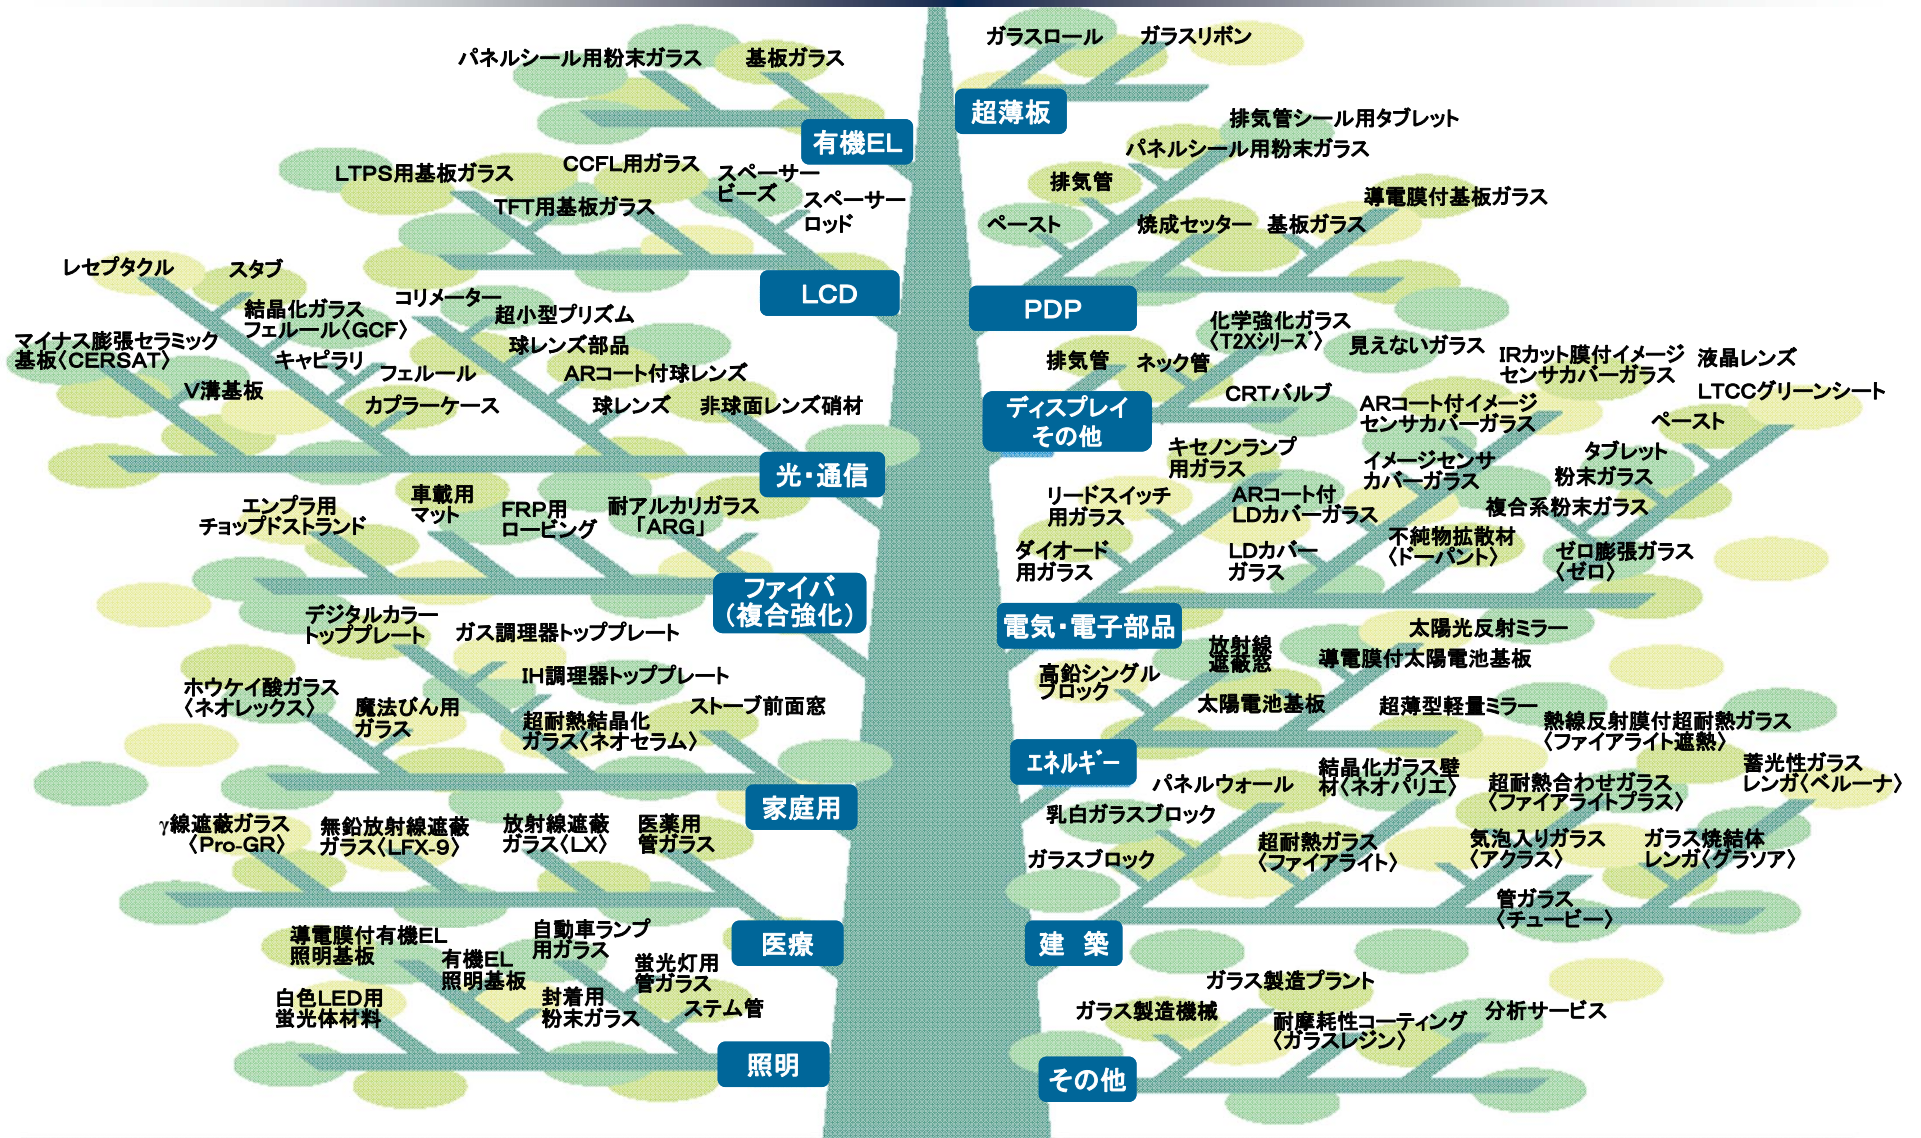 パネルシール用粉末ガラス
基板ガラス
有機EL
LTPS用基板ガラス
CCFL用ガラス
スペーサー
ビーズ
TFT用基板ガラス
スペーサー
ロッド
LCD
レセプタクル
スタブ
結晶化ガラス
フェルール〈GCF〉
コリメーター
超小型プリズム
マイナス膨張セラミック
基板〈CERSAT〉
キャピラリ
球レンズ部品
V溝基板
フェルール
ARコート付球レンズ
カプラーケース
球レンズ
非球面レンズ硝材
光・通信
エンプラ用
チョップドストランド
車載用
マット
FRP用
ロービング
耐アルカリガラス
「ARG」
ファイバ
(複合強化)
デジタルカラー
トッププレート
ガス調理器トッププレート
IH調理器トッププレート
ホウケイ酸ガラス
〈ネオレックス〉
魔法びん用
ガラス
超耐熱結晶化
ガラス〈ネオセラム〉
ストーブ前面窓
家庭用
γ線遮蔽ガラス
〈Pro-GR〉
無鉛放射線遮蔽
ガラス〈LFX-9〉
放射線遮蔽
ガラス〈LX〉
医薬用
管ガラス
医療
導電膜付有機EL
照明基板
有機EL
照明基板
自動車ランプ
用ガラス
蛍光灯用
管ガラス
白色LED用
蛍光体材料
封着用
粉末ガラス
ステム管
照明
ガラスロール
ガラスリボン
超薄板
排気管シール用タブレット
パネルシール用粉末ガラス
排気管
導電膜付基板ガラス
ペースト
焼成セッター
基板ガラス
PDP
化学強化ガラス
〈T2Xシリーズ〉
見えないガラス
排気管
ネック管
CRTバルブ
ディスプレイ
その他
IRカット膜付イメージ
センサカバーガラス
液晶レンズ
LTCCグリーンシート
ARコート付イメージ
センサカバーガラス
ペースト
キセノンランプ
用ガラス
イメージセンサ
カバーガラス
タブレット
粉末ガラス
リードスイッチ
用ガラス
ARコート付
LDカバーガラス
複合系粉末ガラス
ダイオード
用ガラス
LDカバー
ガラス
不純物拡散材
〈ドーパント〉
ゼロ膨張ガラス
〈ゼロ〉
電気・電子部品
太陽光反射ミラー
放射線
遮蔽窓
導電膜付太陽電池基板
高鉛シングル
ブロック
太陽電池基板
超薄型軽量ミラー
エネルギー
熱線反射膜付超耐熱ガラス
〈ファイアライト遮熱〉
パネルウォール
結晶化ガラス壁
材〈ネオパリエ〉
超耐熱合わせガラス
〈ファイアライトプラス〉
蓄光性ガラス
レンガ〈ベルーナ〉
乳白ガラスブロック
ガラスブロック
超耐熱ガラス
〈ファイアライト〉
気泡入りガラス
〈アクラス〉
ガラス焼結体
レンガ〈グラソア〉
管ガラス
〈チュービー〉
建 築
ガラス製造プラント
ガラス製造機械
耐摩耗性コーティング
〈ガラスレジン〉
分析サービス
その他